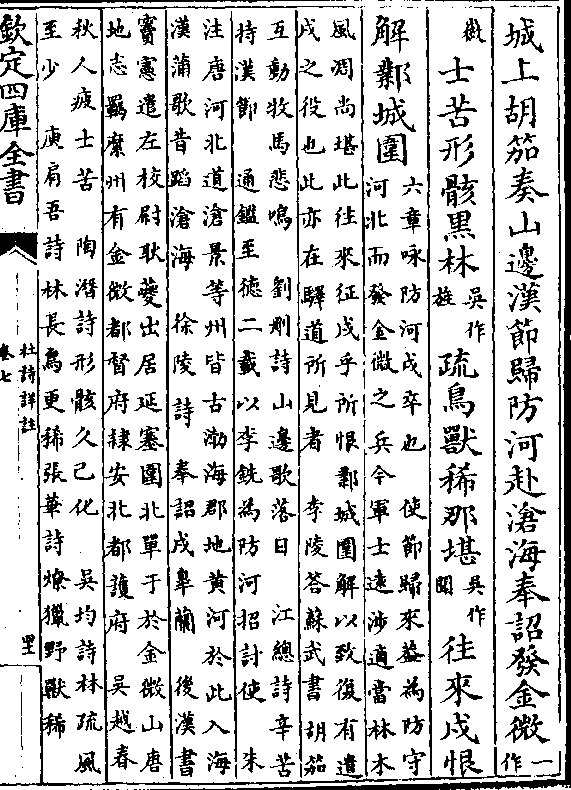 城上胡笳奏山邊漢節歸防河赴滄海奉詔發金微一作
徽士苦形骸黑林吳作旌疏鳥獸稀那堪吳作聞往來戍恨
解鄴城圍六章咏防河戍卒也　使節歸來蓋為防守
河北而發金微之兵今軍士遠涉適當林木
風凋尚堪此往來征戍乎所恨鄴城圍解以致復有遣
戍之役也此亦在驛道所見者　李陵答蘇武書胡笳
互動牧馬悲鳴　劉刪詩山邊歌落日　江總詩辛苦
持漢節　通鑑至德二載以李銑為防河招討使　朱
注唐河北道滄景等州皆古渤海郡地黃河於此入海
漢蒲歌昔蹈滄海　徐陵詩　奉詔戍臯蘭　後漢書
竇憲遣左校尉耿夔出居延塞圍北單于於金微山唐
地志羈縻州有金微都督府隸安北都護府　吳越春
秋人疲士苦　陶潛詩形骸久已化　吳均詩林疏風
至少　庾肩吾詩林長鳥更稀張華詩燎獵野獸稀
欽定四庫全書
杜詩詳註
卷七